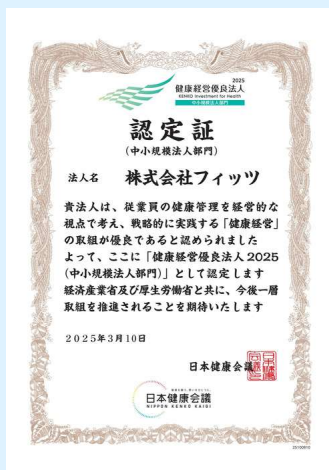 2025
健康経営優良法人
KENKO Investment for Health
中小規模法人部門
認定証
(中小規模法人部門)
法人名 株式会社フィッツ
貴法人は、従業員の健康管理を経営的な
視点で考え、戦略的に実践する「健康経営」
の取組が優良であると認められました
よって、ここに「健康経営優良法人2025
(中小規模法人部門)」として認定します
経済産業省及び厚生労働省と共に、今後一層
取組を推進されることを期待いたします
2025年3月10日
日本健康会議
日本健康会議
NIPPON KENKO KAIGI